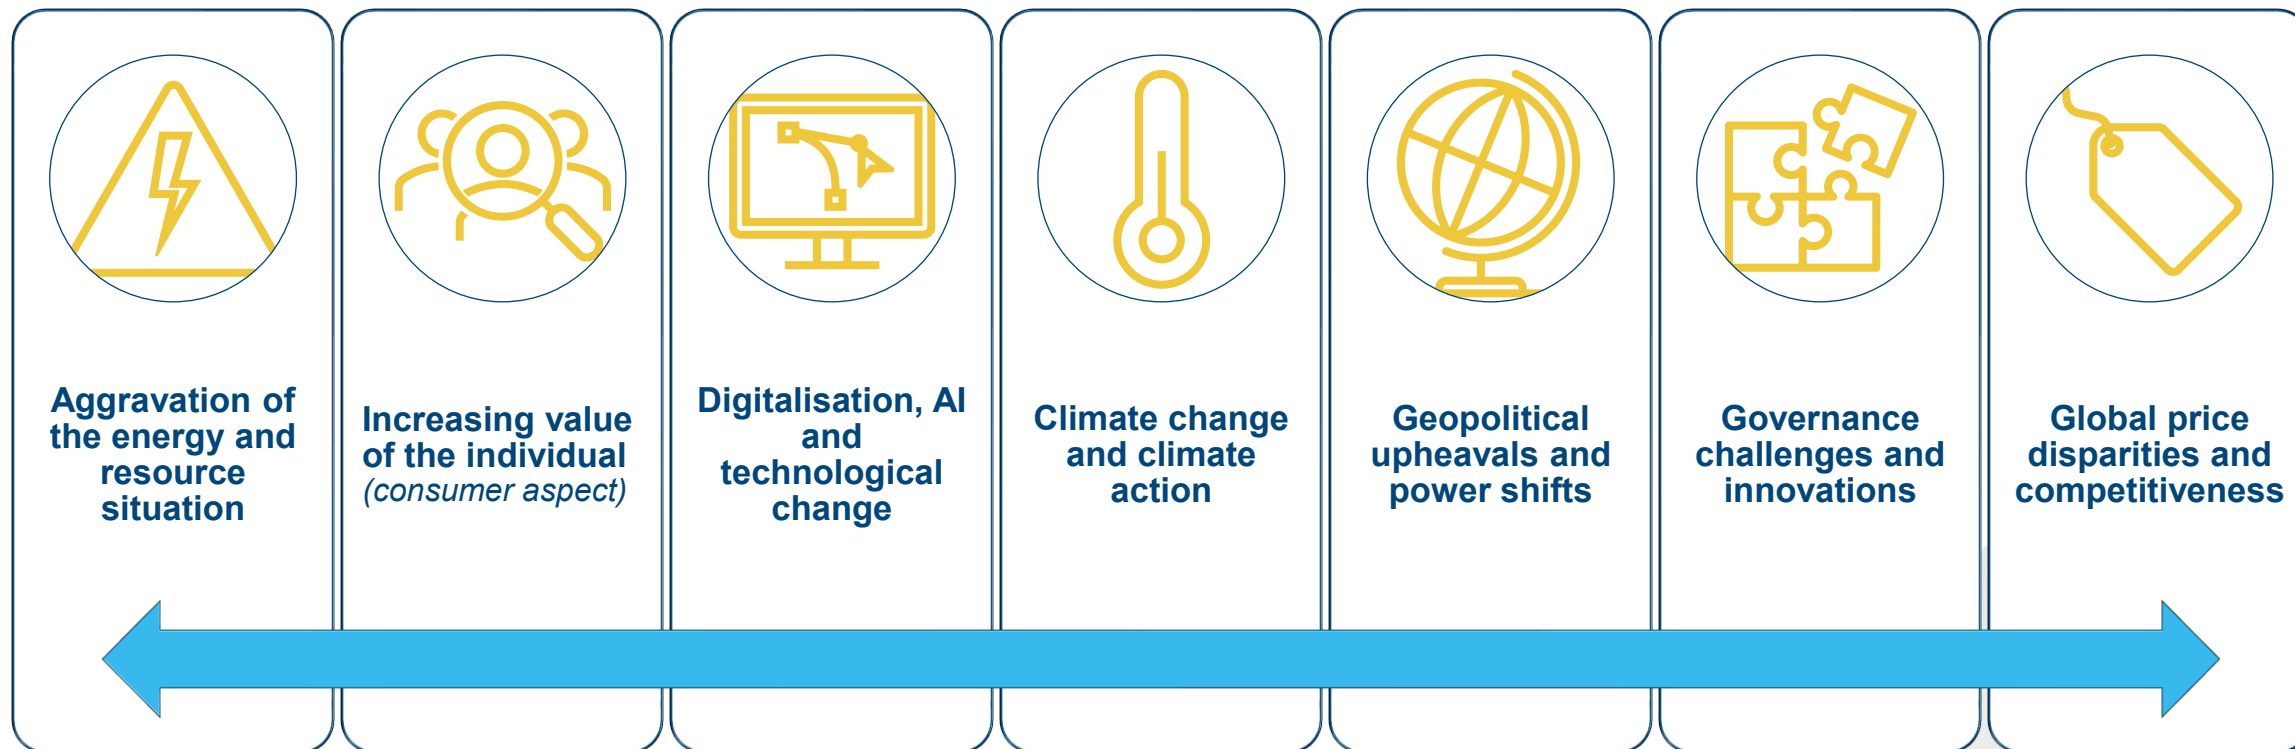 Aggravation of
the energy and
resource
situation
Increasing value
of the individual
(consumer aspect)
Digitalisation, AI
and
technological
change
Climate change
and climate
action
Geopolitical
upheavals and
power shifts
Governance
challenges and
innovations
Global price
disparities and
competitiveness